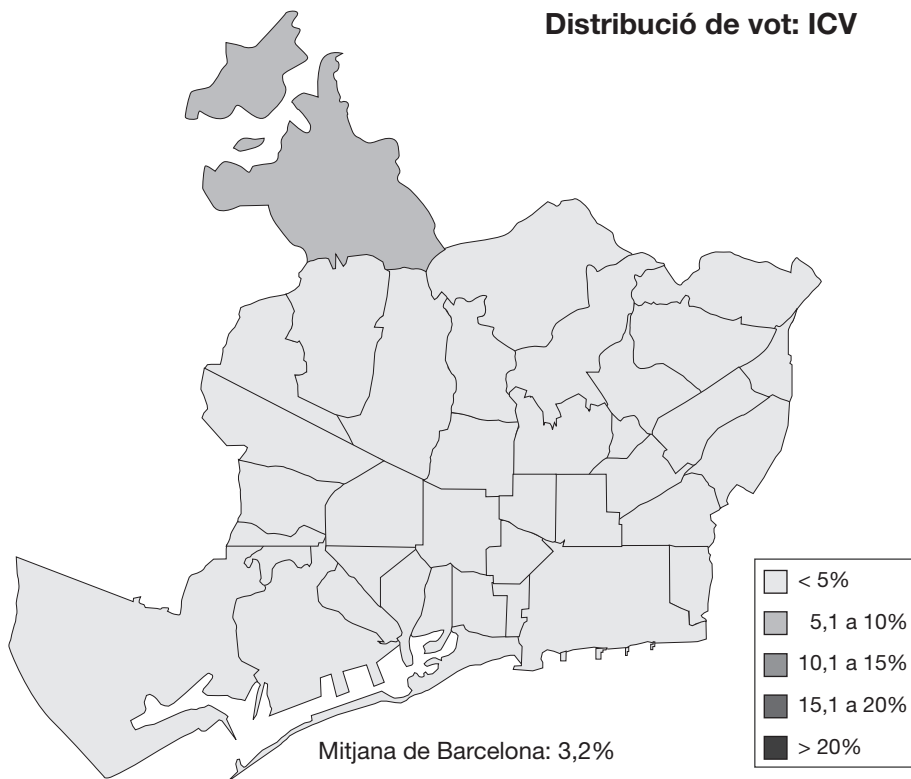 Distribució de vot: ICV
< 5%
5,1 a 10%
10,1 a 15%
15,1 a 20%
> 20%
Mitjana de Barcelona: 3,2%